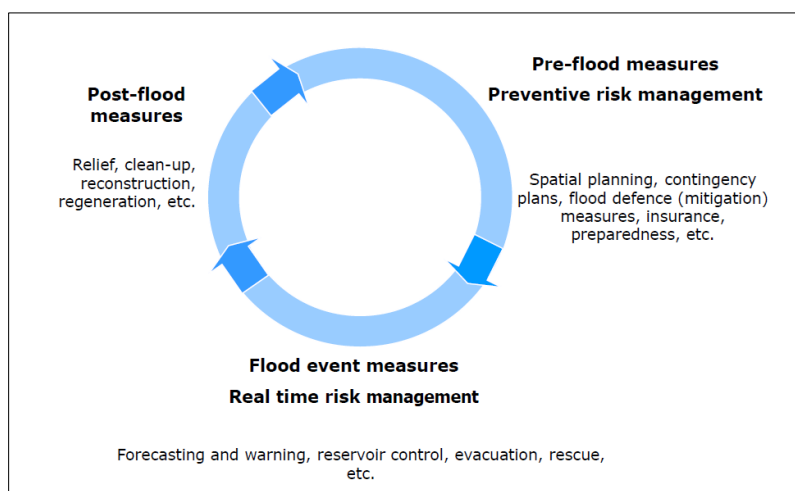 Pre-flood measures
Preventive risk management
Spatial planning, contingency
plans, flood defence (mitigation)
measures, insurance,
preparedness, etc.
Flood event measures
Real time risk management
Forecasting and warning, reservoir control, evacuation, rescue,
etc.
Post-flood
measures
Relief, clean-up,
reconstruction,
regeneration, etc.